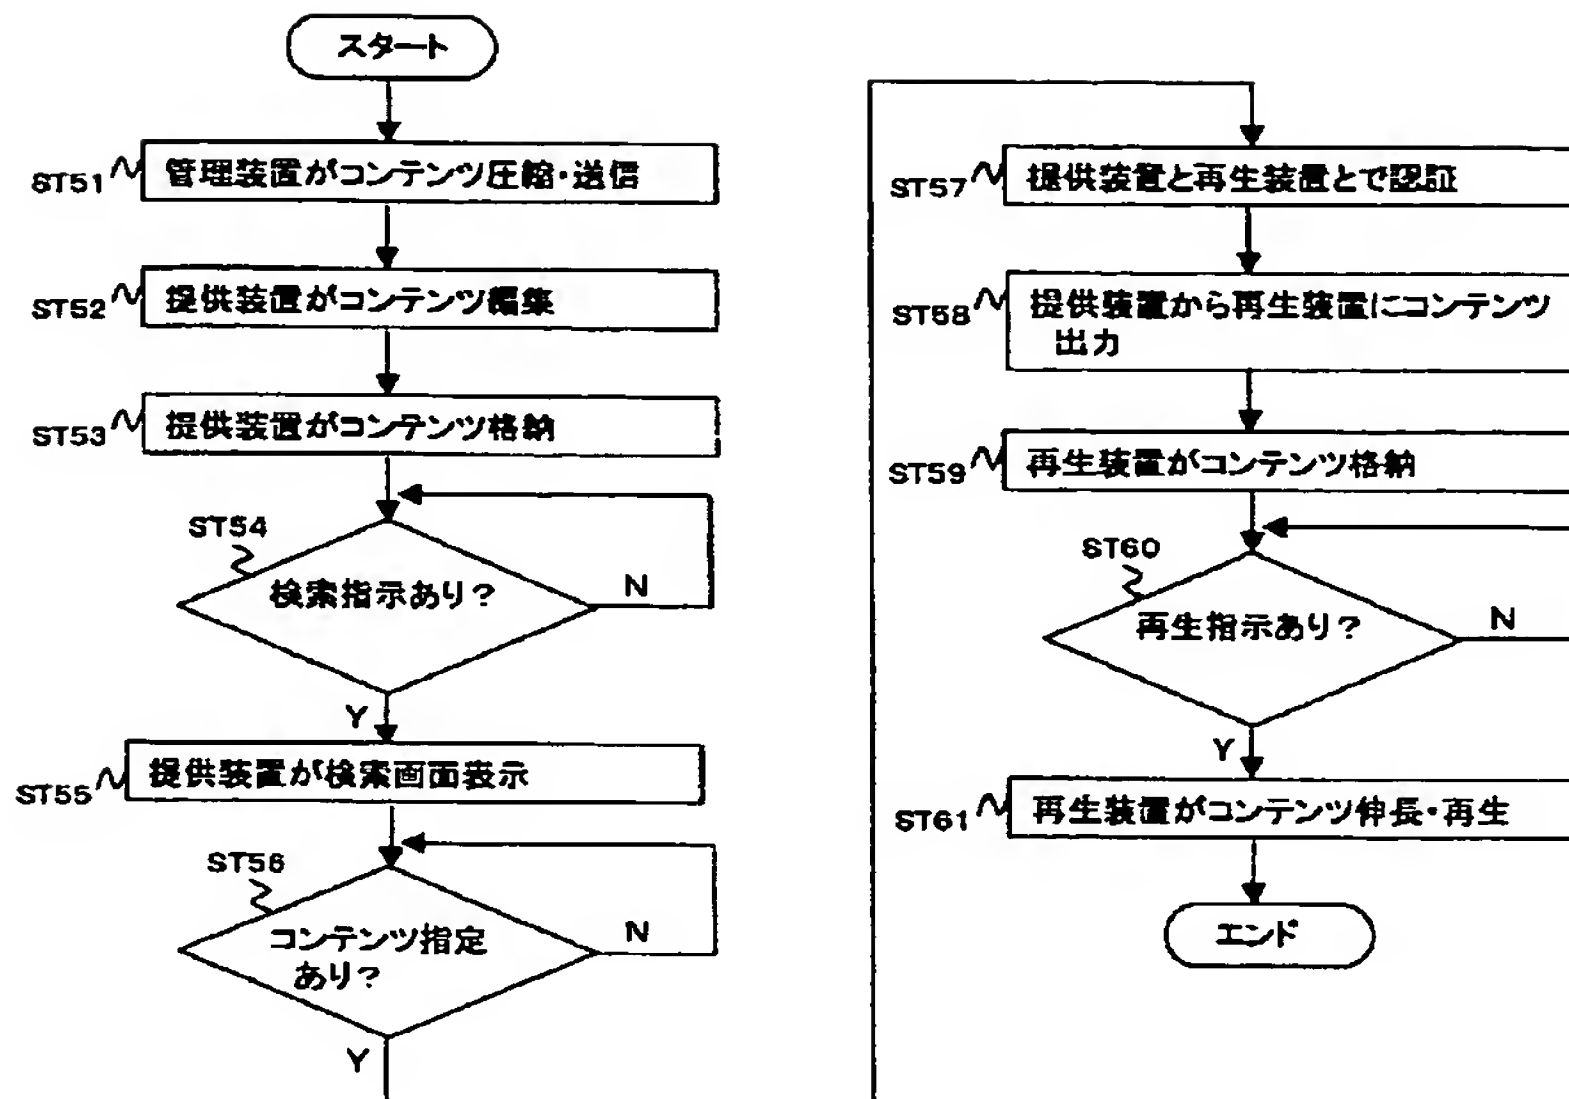 スタート
ST51
管理装置がコンテンツ圧縮・送信
ST52
提供装置がコンテンツ編集
ST53
提供装置がコンテンツ格納
ST54
検索指示あり?
N
Y
ST55
提供装置が検索画面表示
ST56
コンテンツ指定
あり?
N
Y
ST57
提供装置と再生装置とで認証
ST58
提供装置から再生装置にコンテンツ
出力
ST59
再生装置がコンテンツ格納
ST60
再生指示あり?
N
Y
ST61
再生装置がコンテンツ伸長・再生
エンド